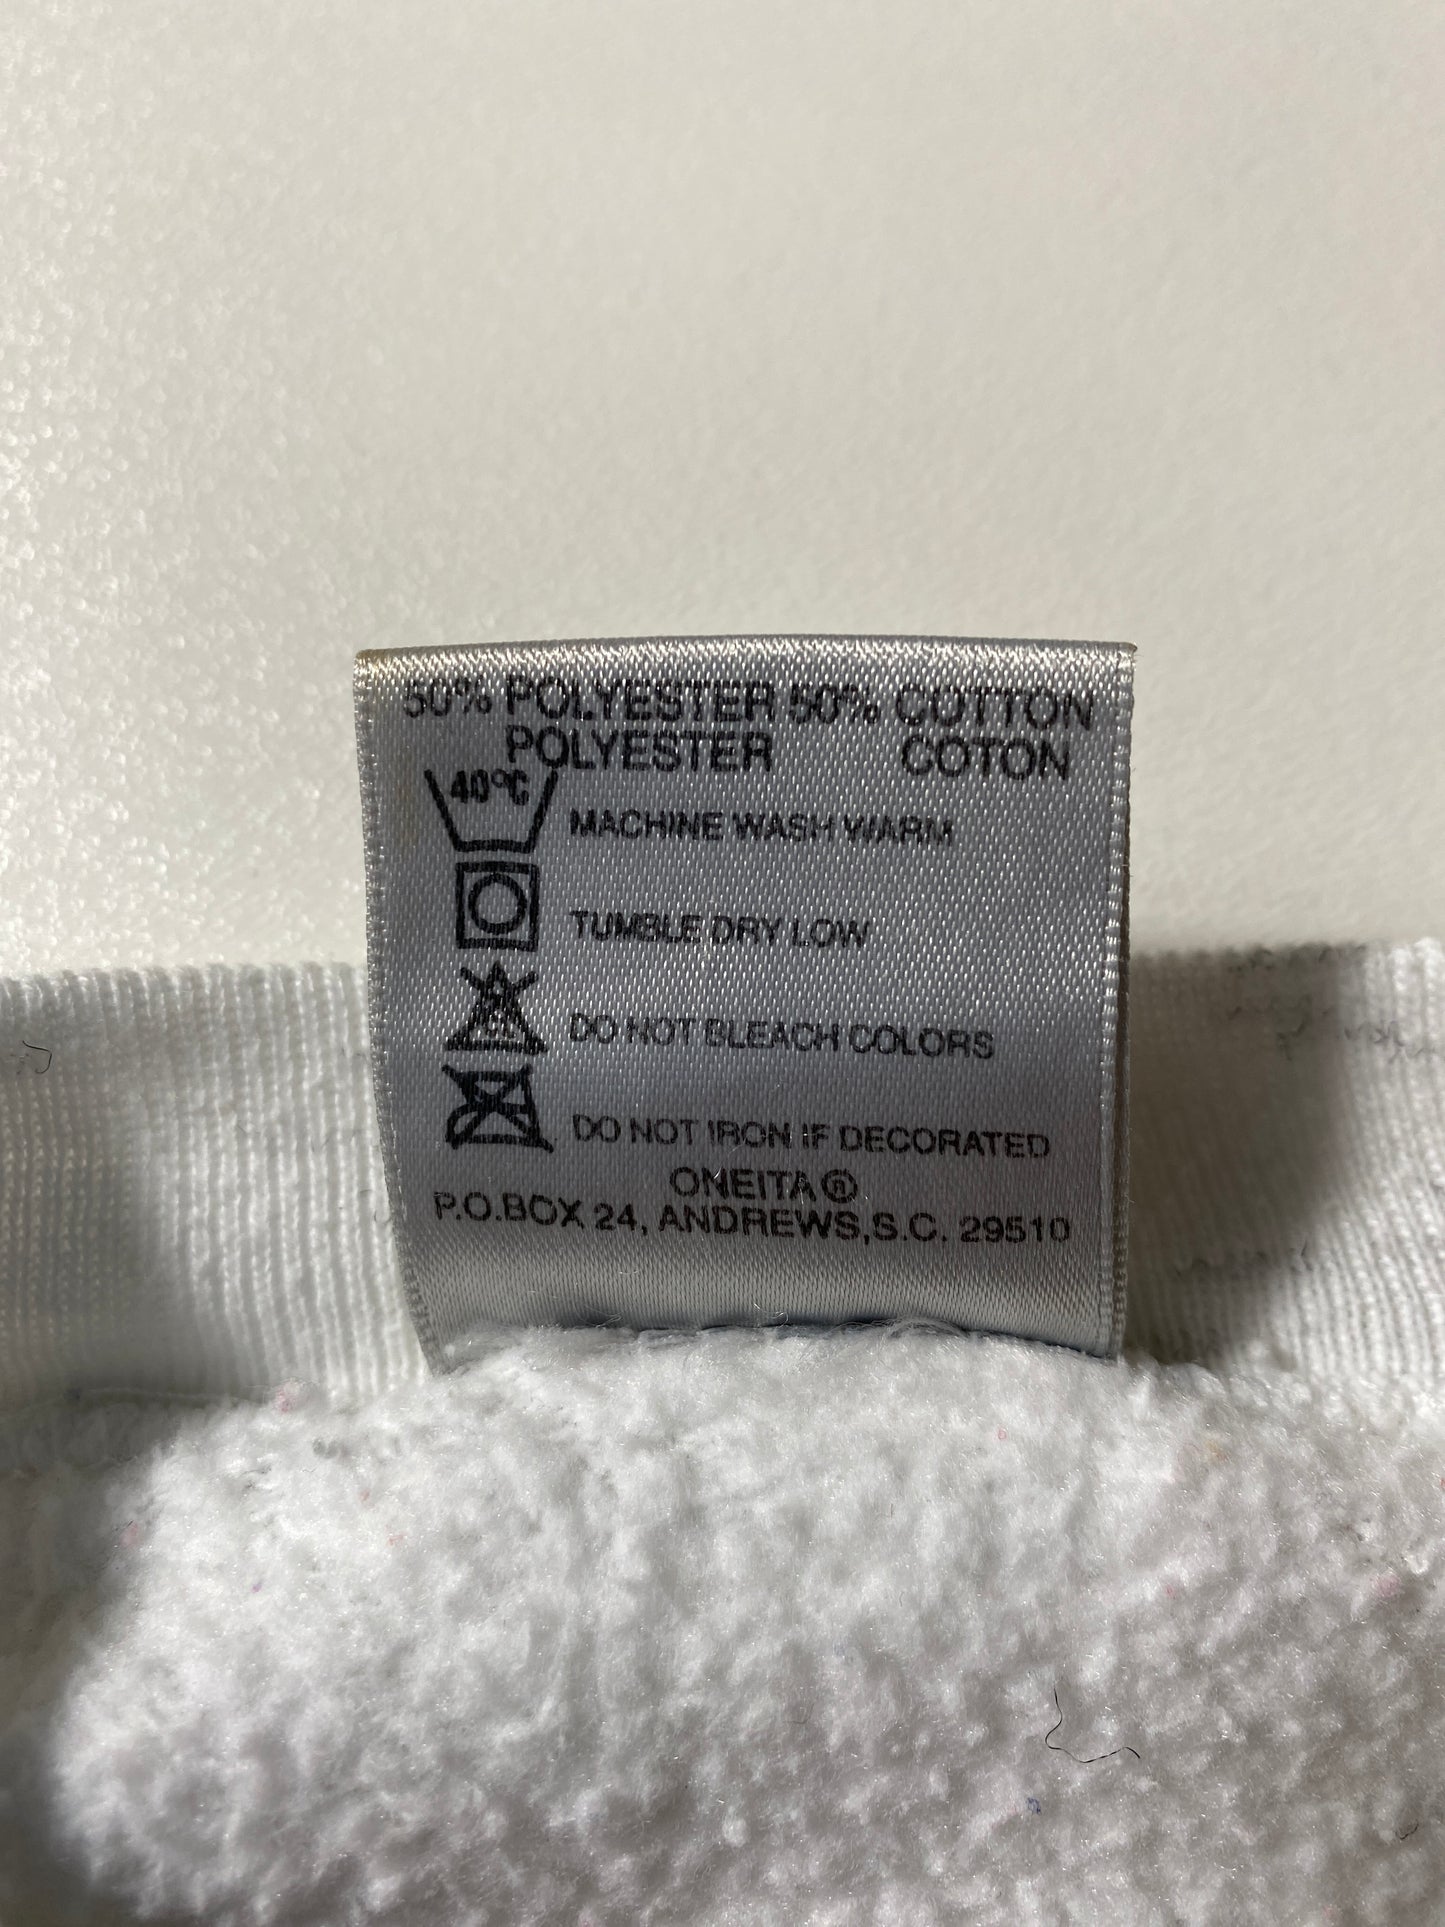 50% POLYESTER 50% COTTON
POLYESTER COTON
40°C MACHINE WASH WARM
TUMBLE DRY LOW
DO NOT BLEACH COLORS
DO NOT IRON IF DECORATED
ONEITA®
P.O.BOX 24, ANDREWS,S.C. 29510